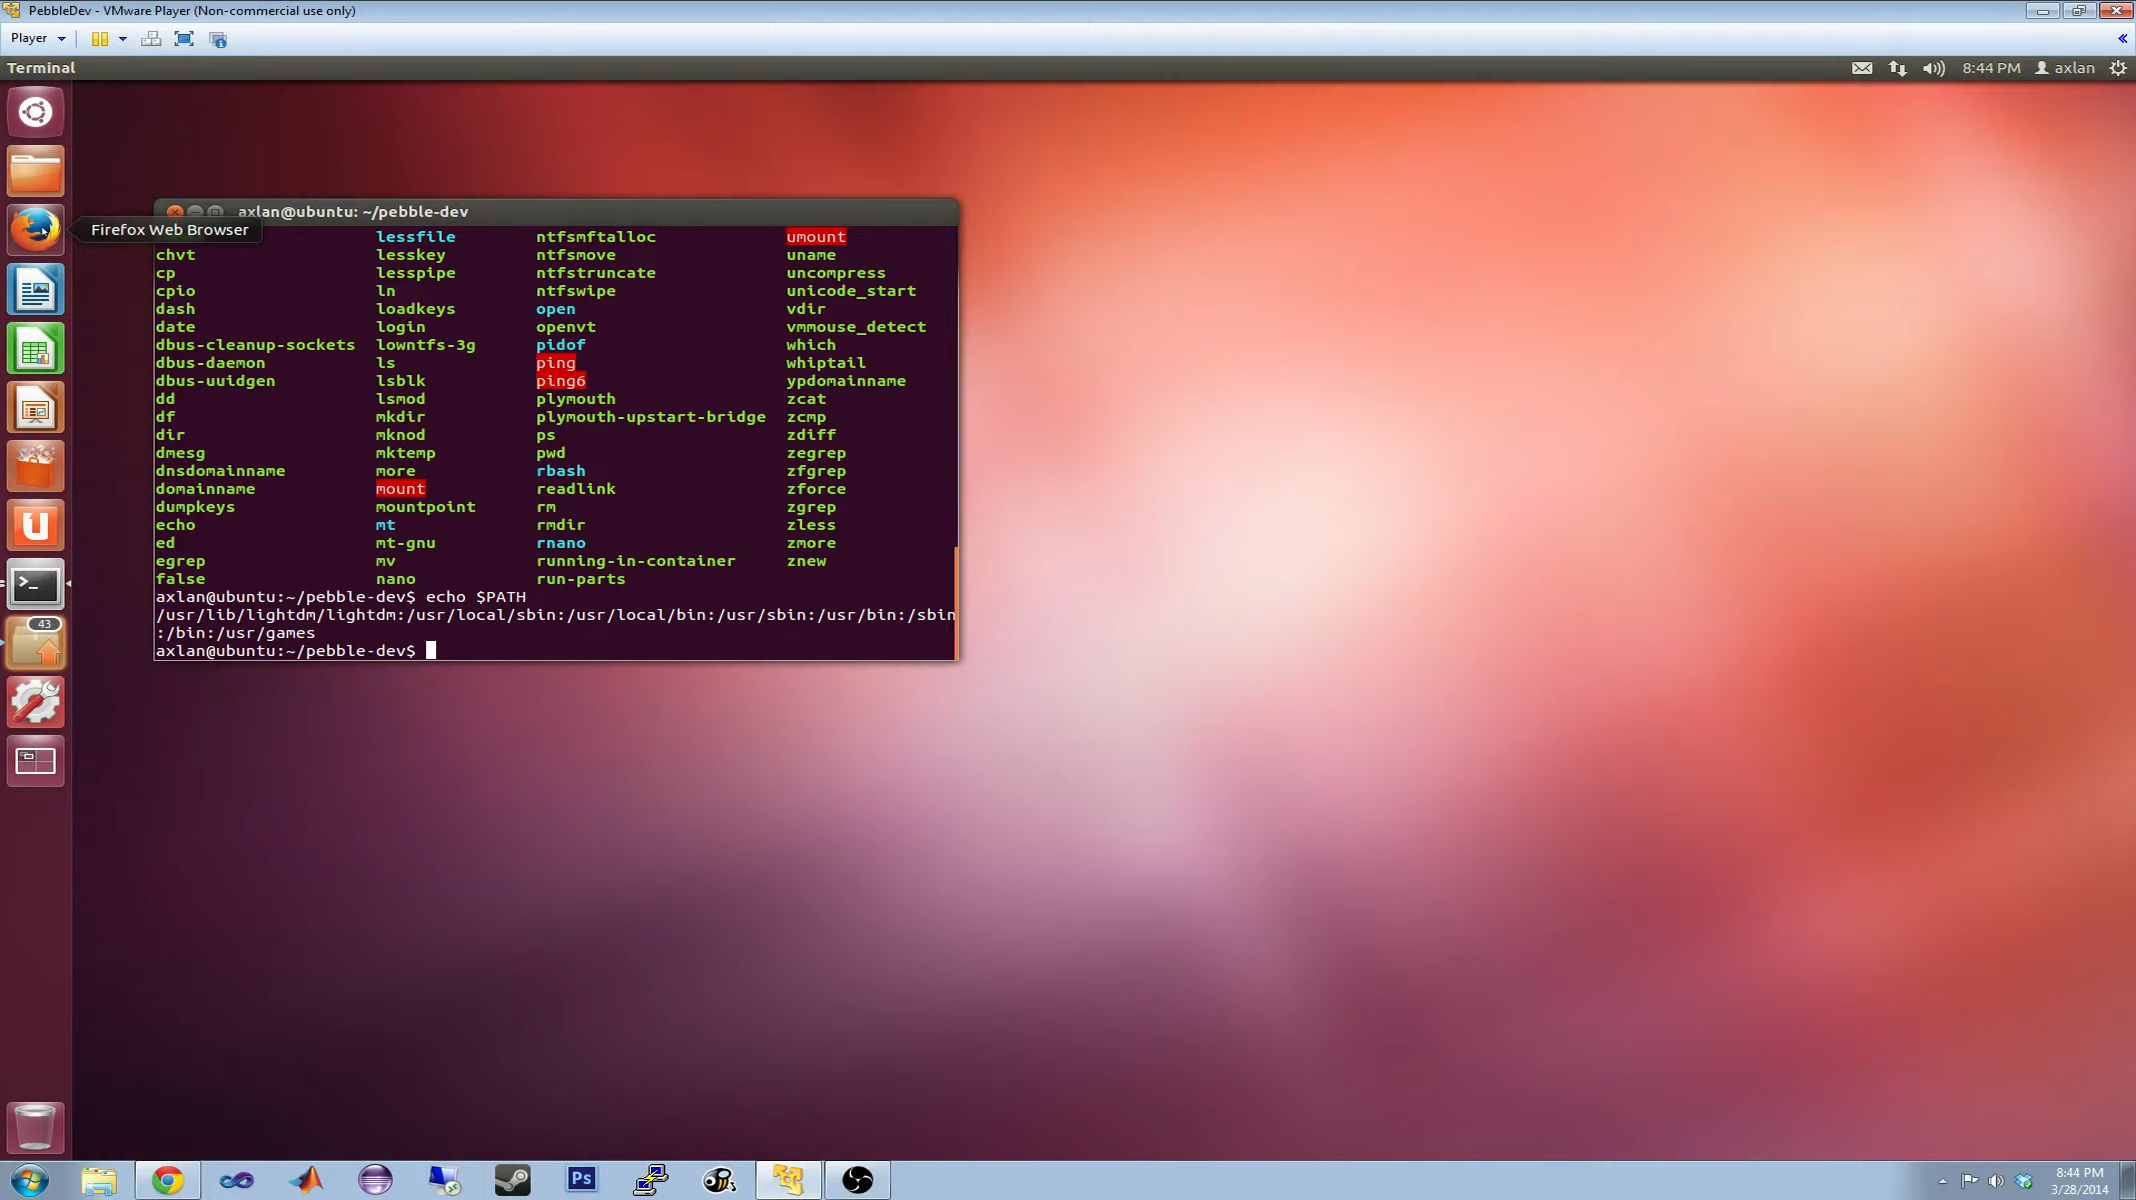 PebbleDev - VMware Player (Non-commercial use only)
Player
Terminal
8:44 PM axlan
axlan@ubuntu: ~/pebble-dev
Firefox Web Browser
lessfile ntfsmftalloc umount
chvt lesskey ntfsmove uname
cp lesspipe ntfstruncate uncompress
cpio ln ntfswipe unicode_start
dash loadkeys open vdir
date login openvt vmmouse_detect
dbus-cleanup-sockets lowntfs-3g pidof which
dbus-daemon ls ping whiptail
dbus-uuidgen lsblk ping6 ypdomainname
dd lsmod plymouth zcat
df mkdir plymouth-upstart-bridge zcmp
dir mknod ps zdiff
dmesg mktemp pwd zegrep
dnsdomainname more rbash zfgrep
domainname mount readlink zforce
dumpkeys mountpoint rm zgrep
echo mt rmdir zless
ed mt-gnu rnano zmore
egrep mv running-in-container znew
false nano run-parts
axlan@ubuntu:~/pebble-dev$ echo $PATH
/usr/lib/lightdm/lightdm:/usr/local/sbin:/usr/local/bin:/usr/sbin:/usr/bin:/sbin
:/bin:/usr/games
axlan@ubuntu:~/pebble-dev$
43
Ps
8:44 PM
3/28/2014